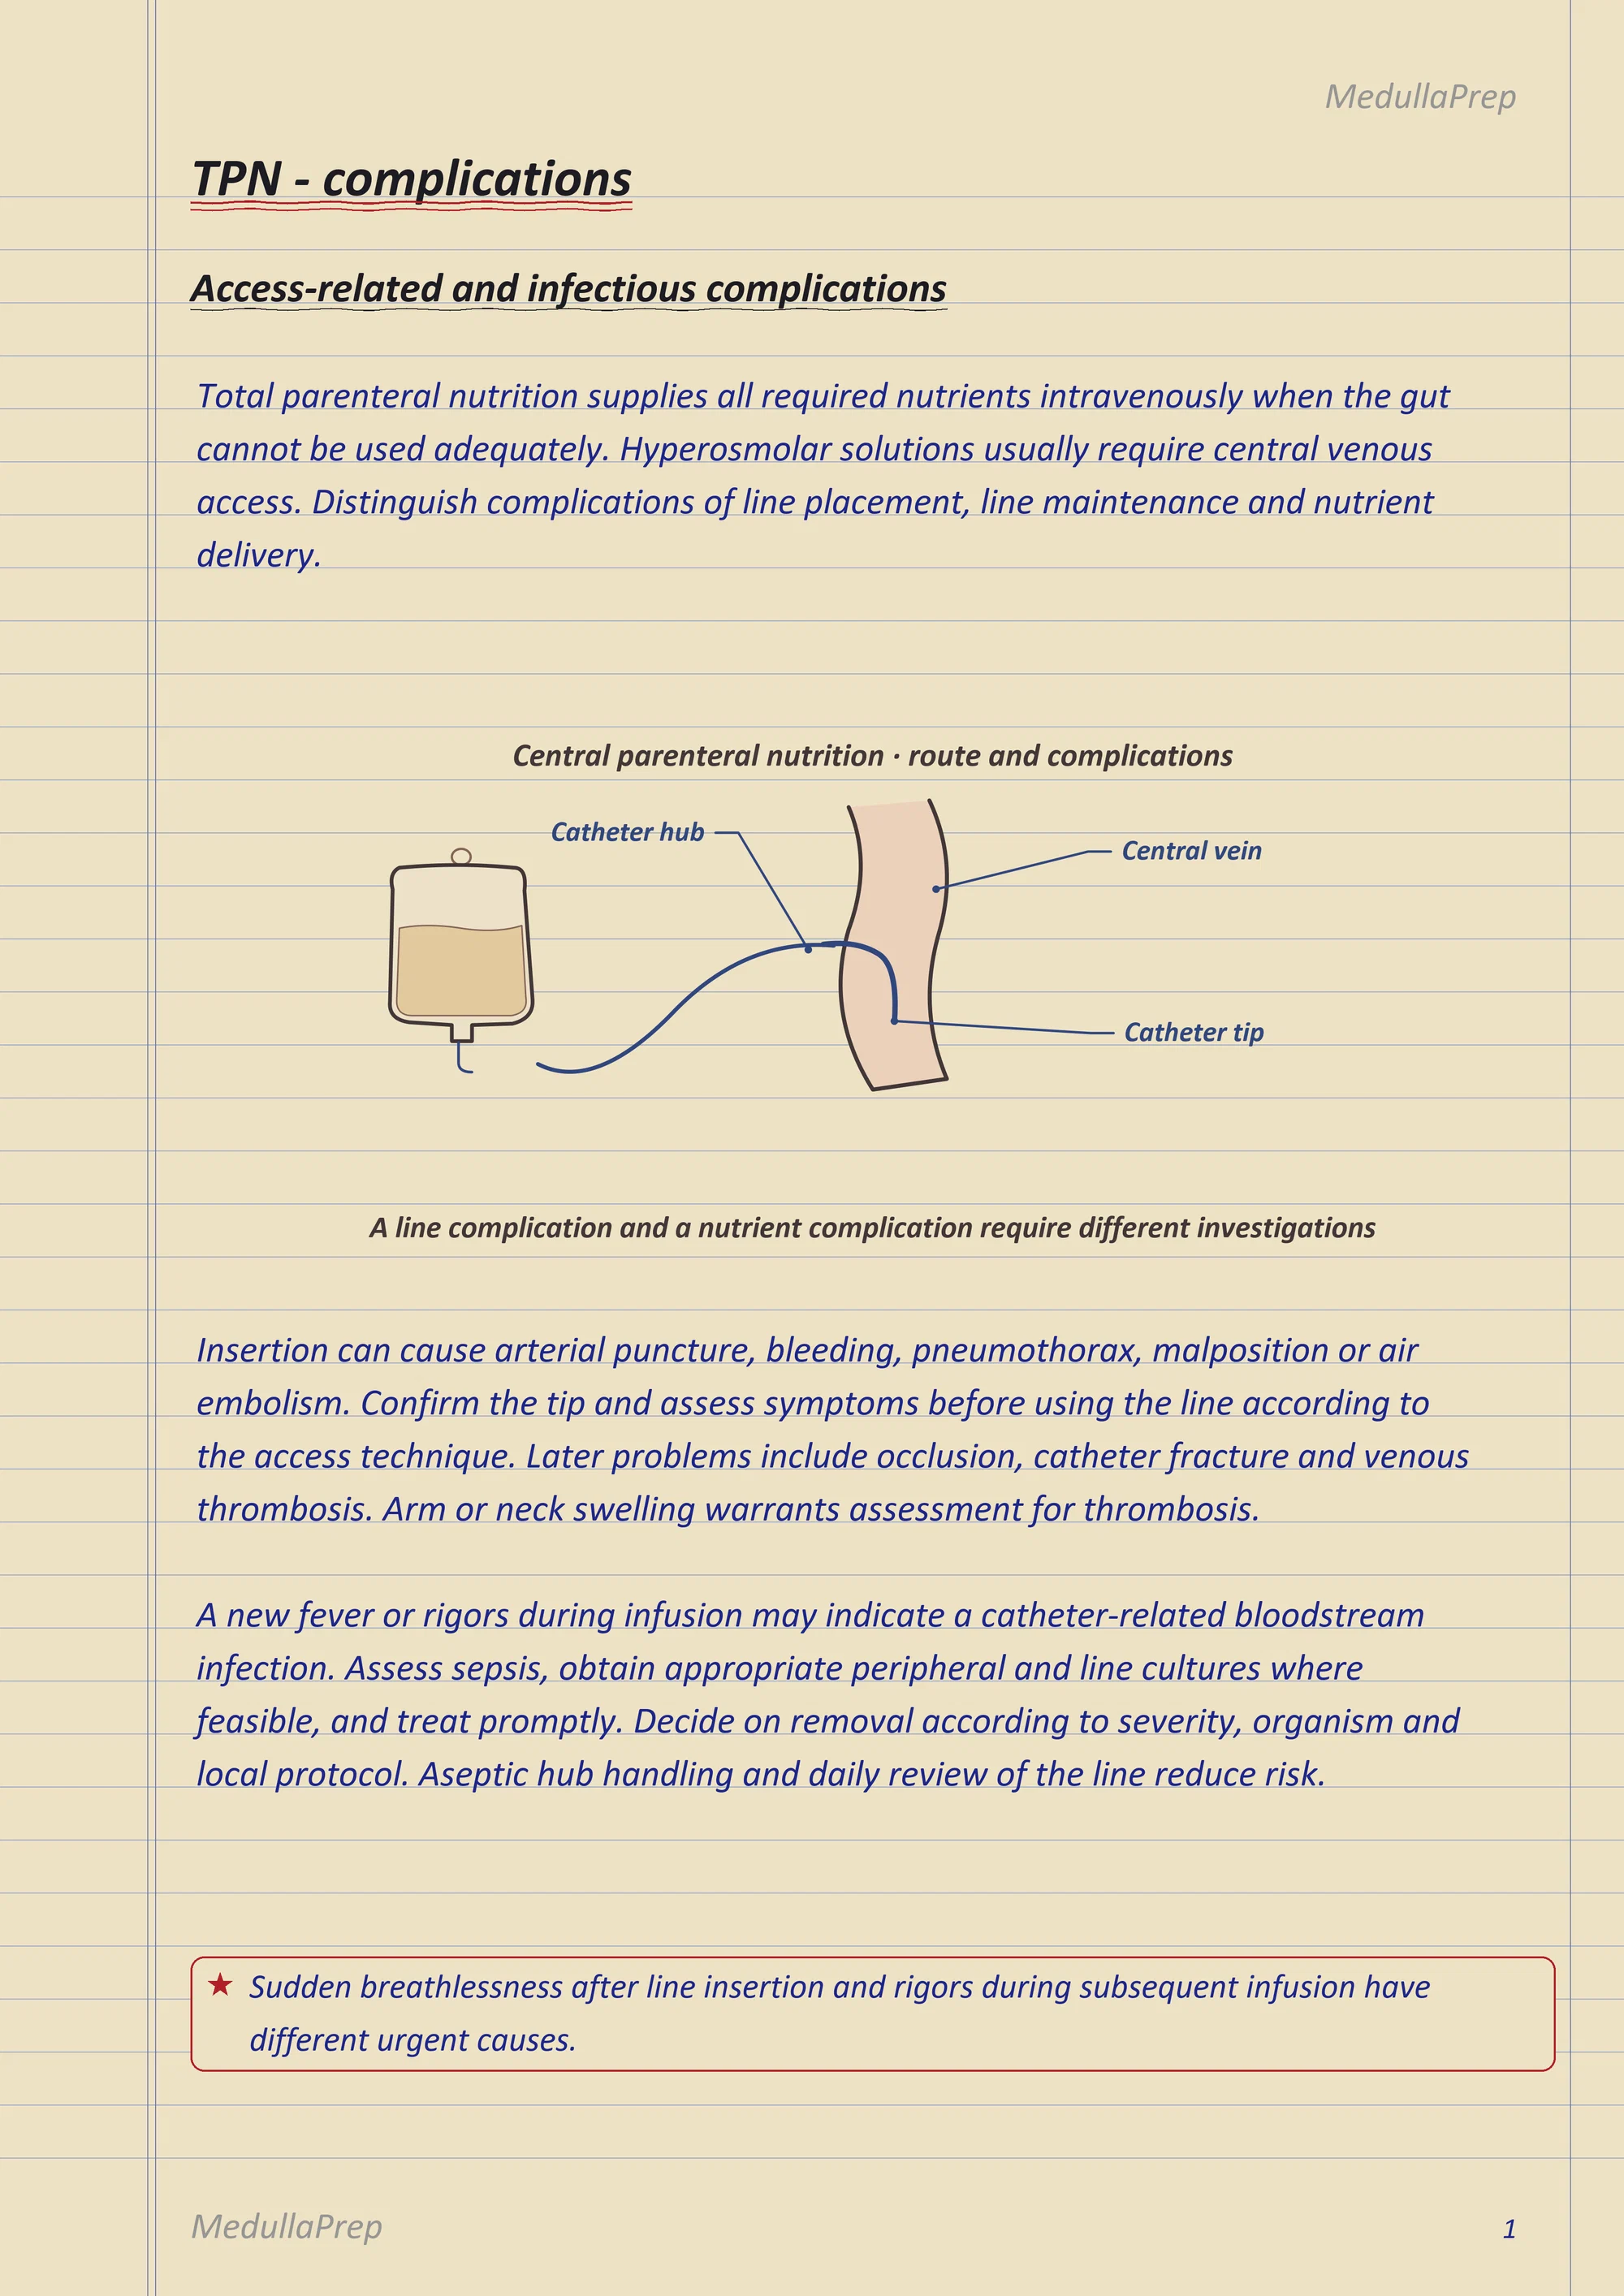 MedullaPrep
TPN - complications
Access-related and infectious complications
Total parenteral nutrition supplies all required nutrients intravenously when the gut
cannot be used adequately. Hyperosmolar solutions usually require central venous
access. Distinguish complications of line placement, line maintenance and nutrient
delivery.
Central parenteral nutrition · route and complications
Catheter hub
Central vein
Catheter tip
A line complication and a nutrient complication require different investigations
Insertion can cause arterial puncture, bleeding, pneumothorax, malposition or air
embolism. Confirm the tip and assess symptoms before using the line according to
the access technique. Later problems include occlusion, catheter fracture and venous
thrombosis. Arm or neck swelling warrants assessment for thrombosis.
A new fever or rigors during infusion may indicate a catheter-related bloodstream
infection. Assess sepsis, obtain appropriate peripheral and line cultures where
feasible, and treat promptly. Decide on removal according to severity, organism and
local protocol. Aseptic hub handling and daily review of the line reduce risk.
★ Sudden breathlessness after line insertion and rigors during subsequent infusion have
different urgent causes.
MedullaPrep
1